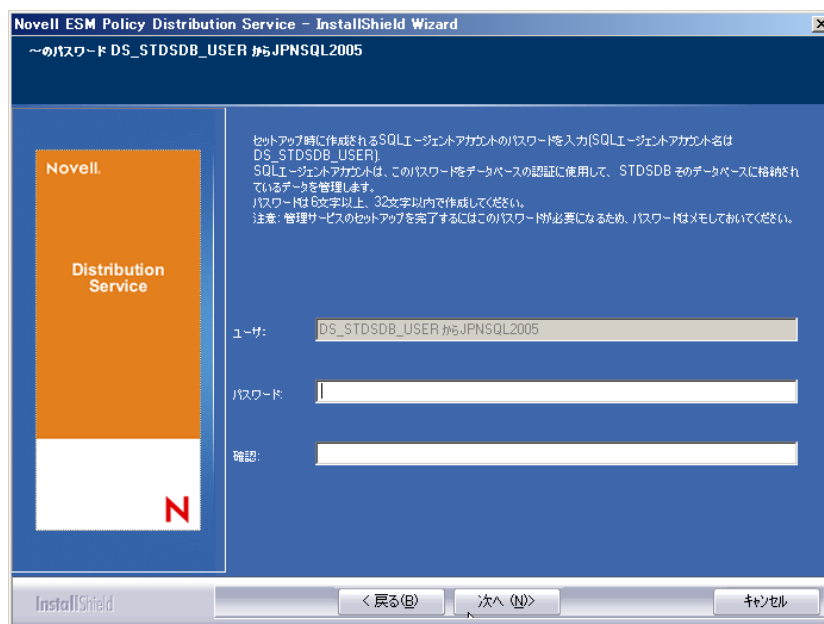 Novell ESM Policy Distribution Service - InstallShield Wizard
～のパスワード DS_STDSDB_USER からJPNSQL2005
セットアップ時に作成されるSQLエージェントアカウントのパスワードを入力(SQLエージェントアカウント名は
DS_STDSDB_USER).
SQLエージェントアカウントは、このパスワードをデータベースの認証に使用して、 STDSDB そのデータベースに格納され
ているデータを管理します。
パスワードは6文字以上、32文字以内で作成してください。
注意: 管理サービスのセットアップを完了するにはこのパスワードが必要になるため、パスワードはメモしておいてください。
Novell.
Distribution
Service
N
ユーザ:
DS_STDSDB_USER からJPNSQL2005
パスワード:
確認:
InstallShield
< 戻る(B)
次へ (N)>
キャンセル